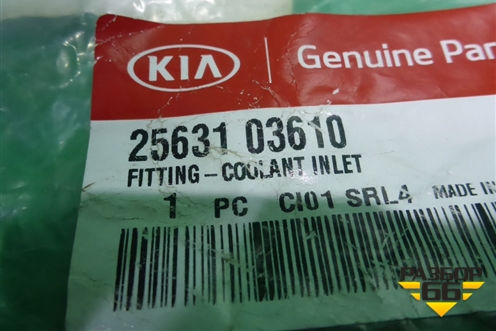 KIA
Genuine Par
25631 03610
FITTING-COOLANT INLET
1 PC CI01 SRL4 MADE IN
РАЗБОР
66